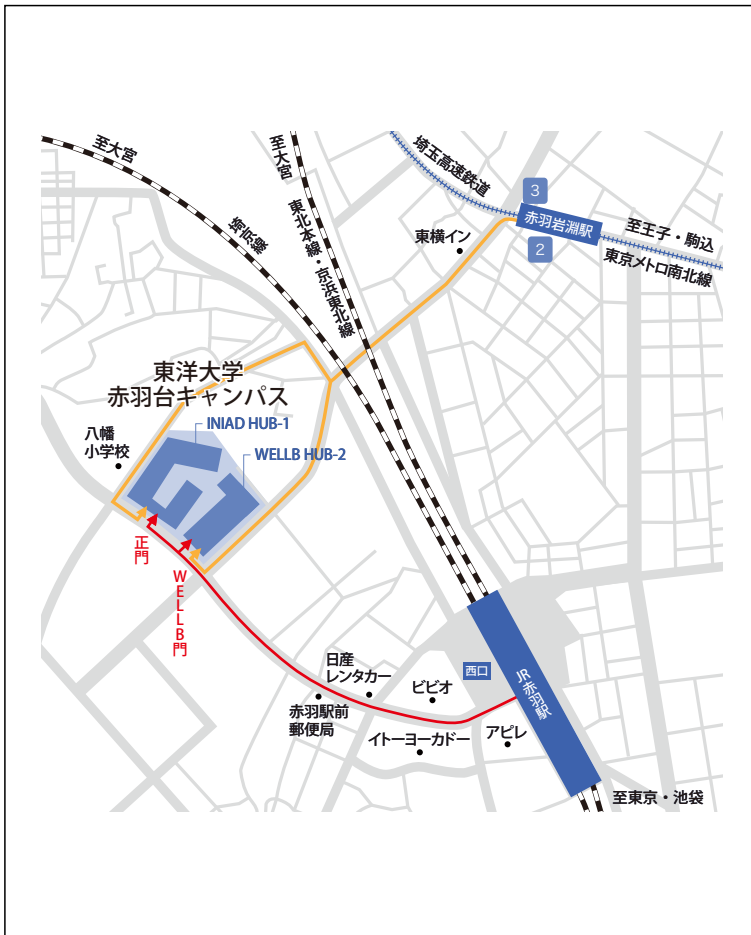 至大宮
至大宮
埼京線
東北本線・京浜東北線
埼玉高速鉄道
3
赤羽岩淵駅
2
至王子・駒込
東京メトロ南北線
東横イン
東洋大学
赤羽台キャンパス
INIAD HUB-1
WELLB HUB-2
八幡
小学校
正門
WELLB門
日産
レンタカー
ビビオ
西口
JR赤羽駅
赤羽駅前
郵便局
イトーヨーカドー
アピレ
至東京・池袋